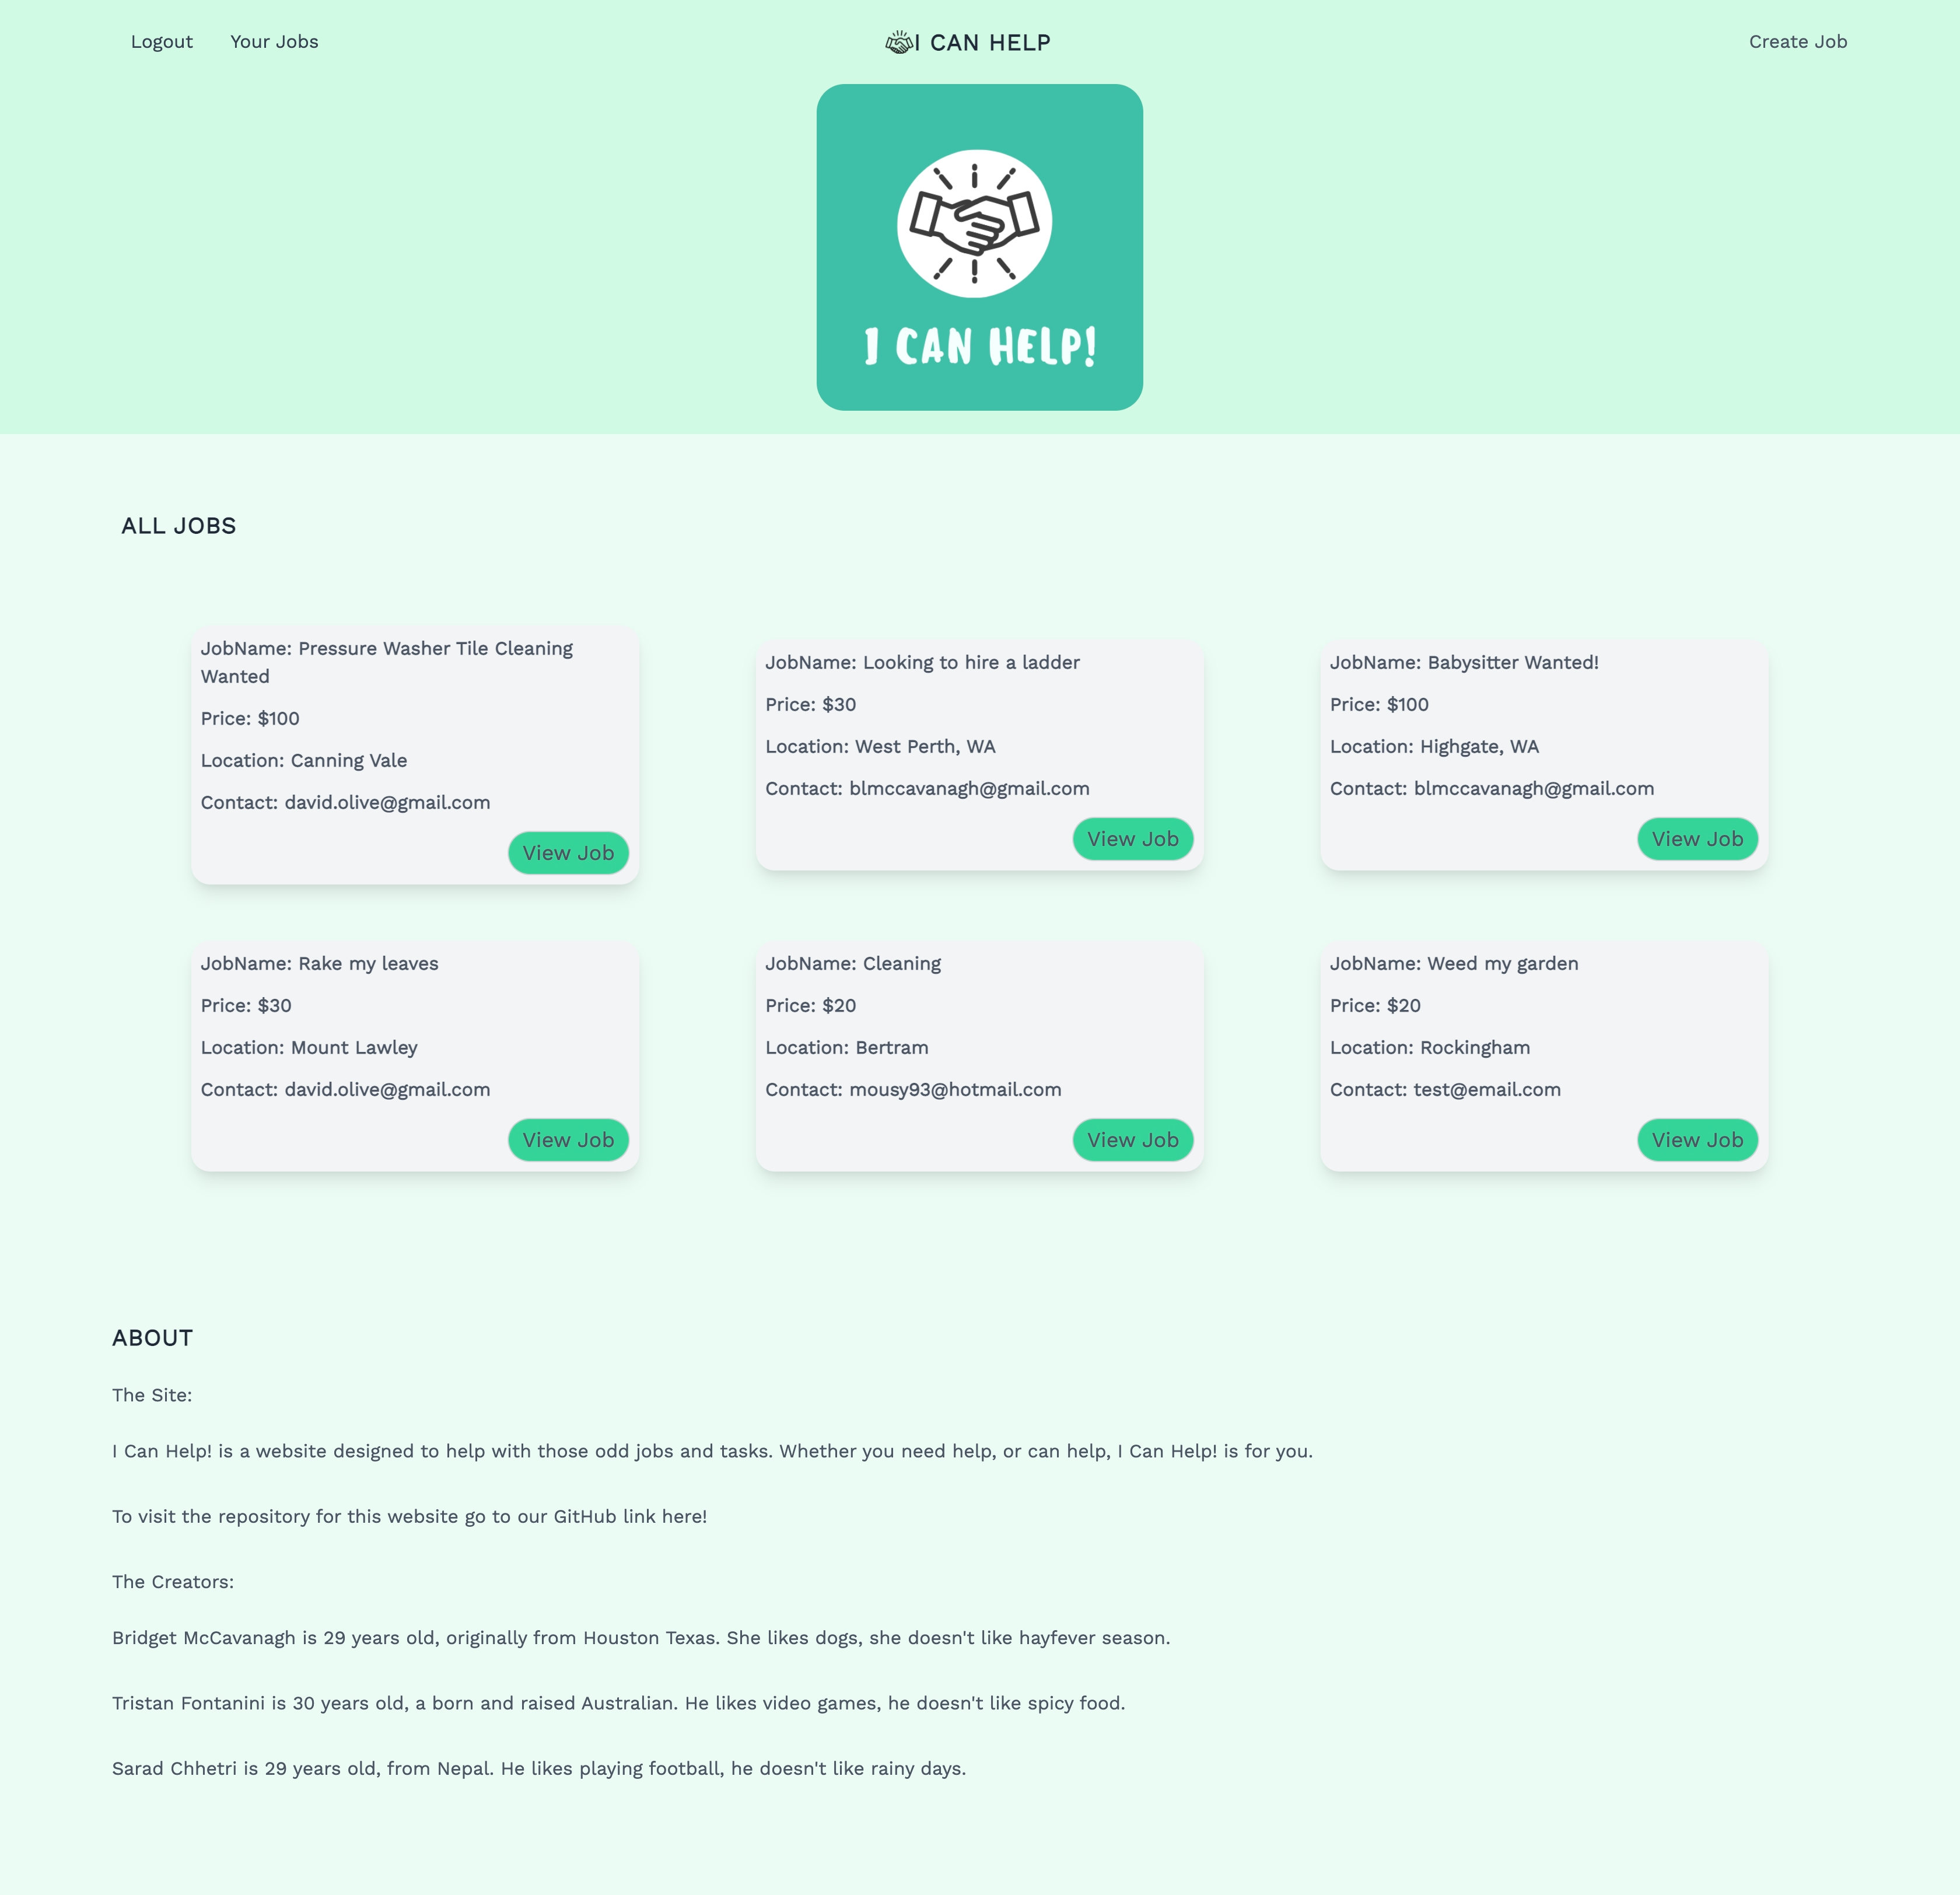 Logout
Your Jobs
I CAN HELP
Create Job
I CAN HELP!
ALL JOBS
JobName: Pressure Washer Tile Cleaning
Wanted
Price: $100
Location: Canning Vale
Contact: david.olive@gmail.com
View Job
JobName: Looking to hire a ladder
Price: $30
Location: West Perth, WA
Contact: blmccavanagh@gmail.com
View Job
JobName: Babysitter Wanted!
Price: $100
Location: Highgate, WA
Contact: blmccavanagh@gmail.com
View Job
JobName: Rake my leaves
Price: $30
Location: Mount Lawley
Contact: david.olive@gmail.com
View Job
JobName: Cleaning
Price: $20
Location: Bertram
Contact: mousy93@hotmail.com
View Job
JobName: Weed my garden
Price: $20
Location: Rockingham
Contact: test@email.com
View Job
ABOUT
The Site:
I Can Help! is a website designed to help with those odd jobs and tasks. Whether you need help, or can help, I Can Help! is for you.
To visit the repository for this website go to our GitHub link here!
The Creators:
Bridget McCavanagh is 29 years old, originally from Houston Texas. She likes dogs, she doesn't like hayfever season.
Tristan Fontanini is 30 years old, a born and raised Australian. He likes video games, he doesn't like spicy food.
Sarad Chhetri is 29 years old, from Nepal. He likes playing football, he doesn't like rainy days.